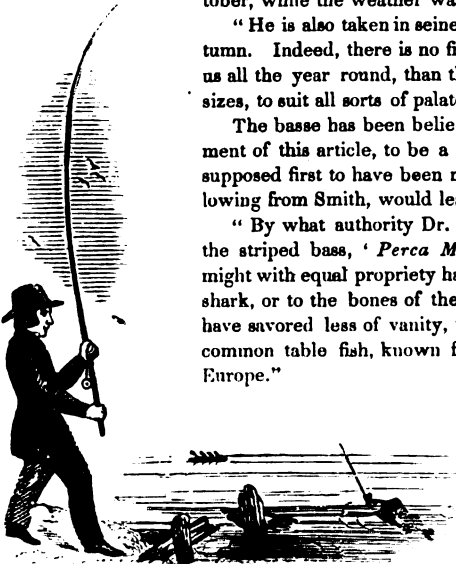 tober, while the weather wa
“ He is also taken in seine
tumn. Indeed, there is no fi
us all the year round, than t
sizes, to suit all sorts of palat
The basse has been belie
ment of this article, to be a
supposed first to have been
lowing from Smith, would le
“ By what authority Dr.
the striped bass, ‘ Perca M
might with equal propriety ha
shark, or to the bones of the
have savored less of vanity,
common table fish, known f
Europe.”